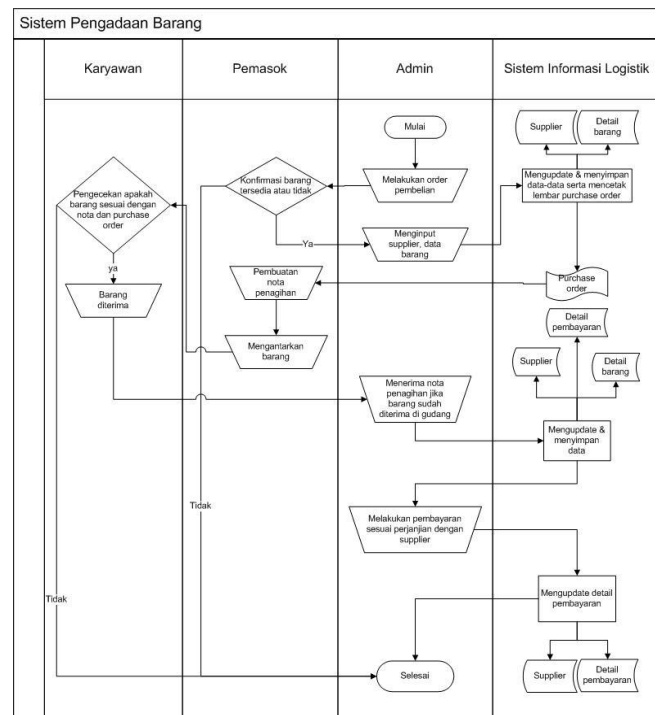 Sistem Pengadaan Barang
Karyawan
Pemasok
Admin
Sistem Informasi Logistik
Mulai
Supplier
Detail
barang
Melakukan order
pembelian
Konfirmasi barang
tersedia atau tidak
Pengecekan apakah
barang sesuai dengan
nota dan purchase
order
Mengupdate & menyimpan
data-data serta mencetak
lembar purchase order
Ya
Menginput
supplier, data
barang
ya
Purchase
order
Pembuatan
nota
penagihan
Barang
diterima
Mengantarkan
barang
Detail
pembayaran
Supplier
Detail
barang
Menerima nota
penagihan jika
barang sudah
diterima di gudang
Mengupdate &
menyimpan
data
Tidak
Melakukan pembayaran
sesuai perjanjian dengan
supplier
Tidak
Mengupdate detail
pembayaran
Selesai
Supplier
Detail
pembayaran